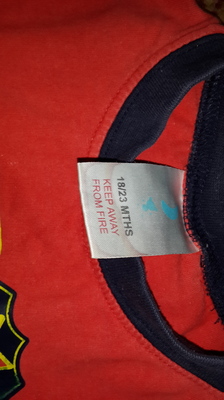 18/23 MTHS
KEEP AWAY
FROM FIRE